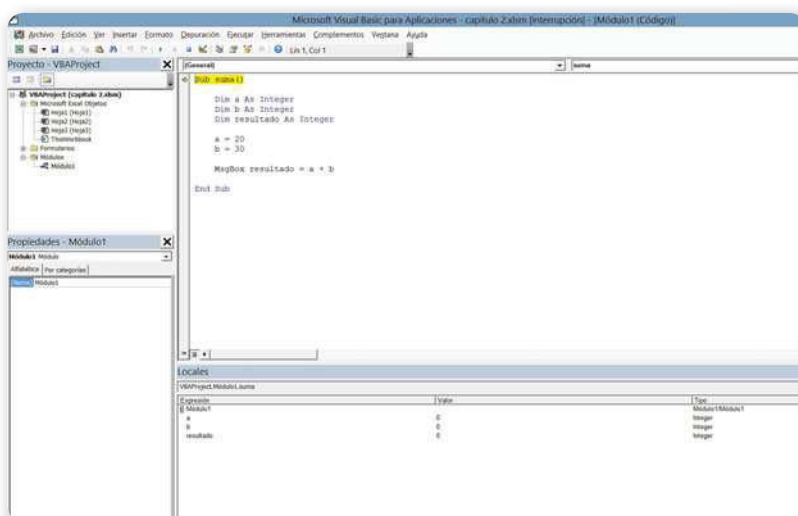 Microsoft Visual Basic para Aplicaciones - capitulo 2.xlsm [interrupción] - [Módulo1 (Código)]
Archivo Edición Ver Insertar Formato Depuración Ejecutar Herramientas Complementos Ventana Ayuda
Lín 1, Col 1
Proyecto - VBAProject
VBAProject (capitulo 2.xlsm)
Microsoft Excel Objetos
Hoja1 (Hoja1)
Hoja2 (Hoja2)
Hoja3 (Hoja3)
ThisWorkbook
Formularios
Módulos
Módulo1
Propiedades - Módulo1
Módulo1 Módulo
Alfabética Por categorías
(Name) Módulo1
(General) suma
Sub suma()
Dim a As Integer
Dim b As Integer
Dim resultado As Integer
a = 20
b = 30
MsgBox resultado = a + b
End Sub
Locales
VBAProject.Módulo1.suma
Expresión Valor Tipo
Módulo1 Módulo1/Módulo1
a 0 Integer
b 0 Integer
resultado 0 Integer